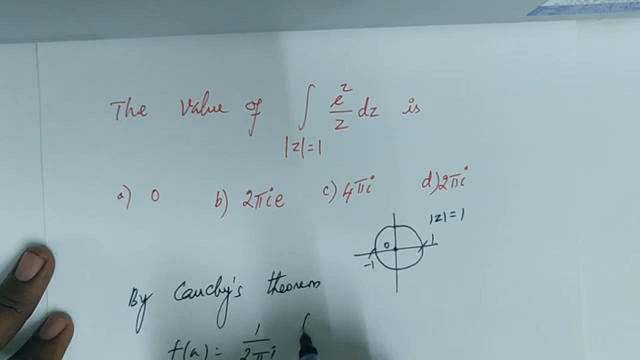 The value of ∫ e^z/z dz is
|z|=1
a) 0 b) 2πie c) 4πi d) 2πi
|z|=1
0
-1 1
By Cauchy's theorem
f(a) = 1/2πi ∫